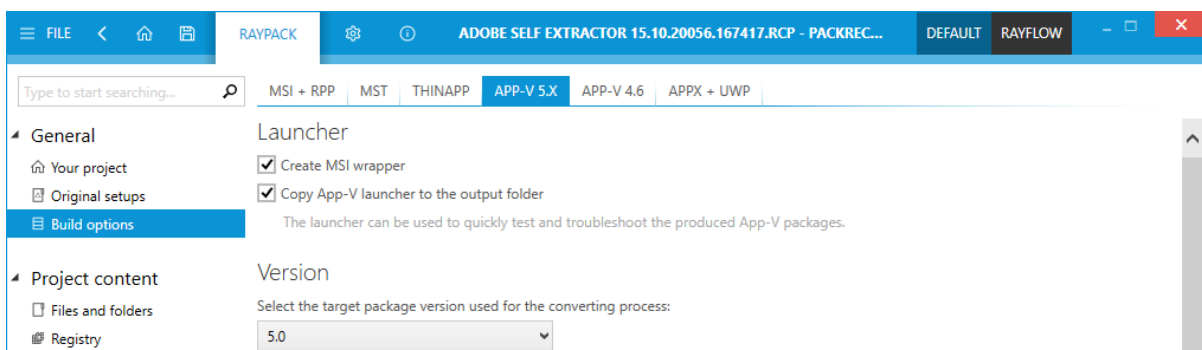 FILE RAYPACK ADOBE SELF EXTRACTOR 15.10.20056.167417.RCP - PACKREC... DEFAULT RAYFLOW
Type to start searching... MSI + RPP MST THINAPP APP-V 5.X APP-V 4.6 APPX + UWP
General
Your project
Original setups
Build options
Project content
Files and folders
Registry
Launcher
Create MSI wrapper
Copy App-V launcher to the output folder
The launcher can be used to quickly test and troubleshoot the produced App-V packages.
Version
Select the target package version used for the converting process:
5.0